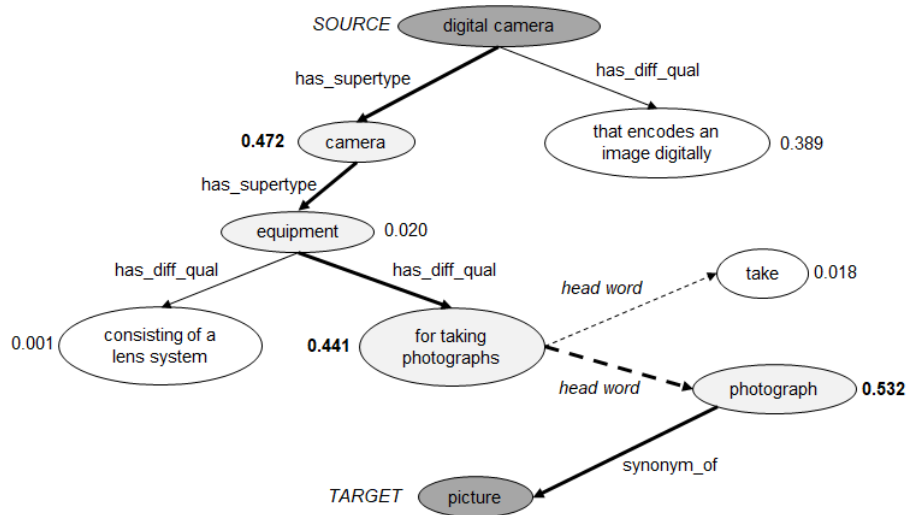 SOURCE
digital camera
has_supertype
has_diff_qual
0.472
camera
that encodes an
image digitally
0.389
has_supertype
equipment
0.020
has_diff_qual
has_diff_qual
head word
take
0.018
0.001
consisting of a
lens system
0.441
for taking
photographs
head word
photograph
0.532
synonym_of
TARGET
picture